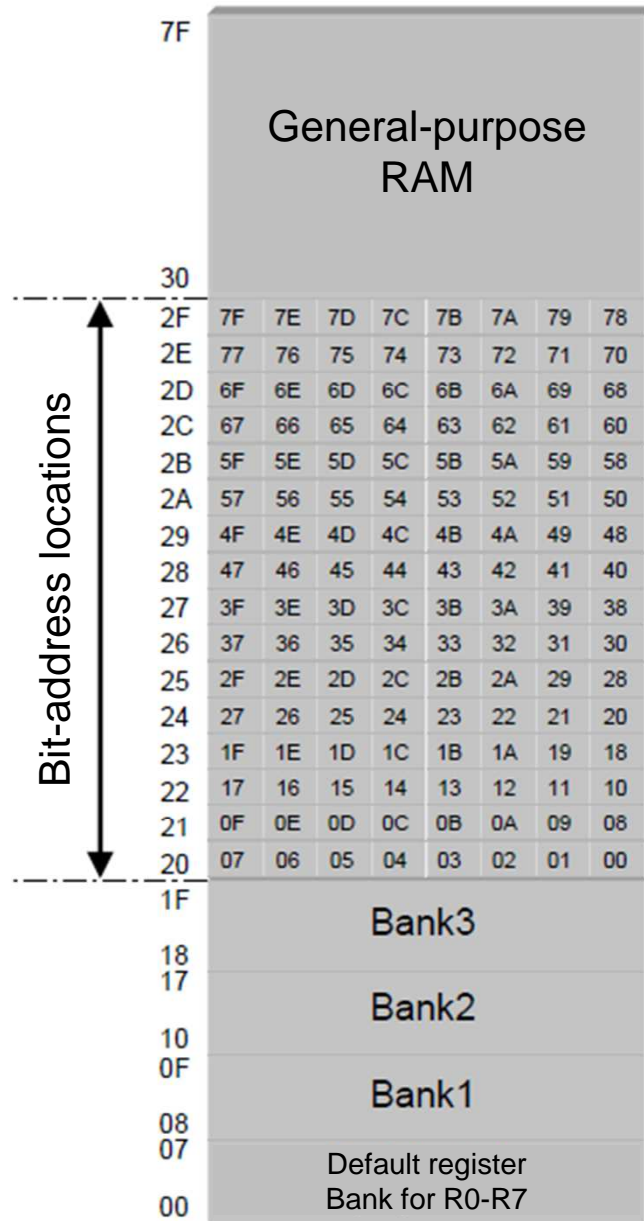 7F
General-purpose
RAM
30
Bit-address locations
2F 7F 7E 7D 7C 7B 7A 79 78
2E 77 76 75 74 73 72 71 70
2D 6F 6E 6D 6C 6B 6A 69 68
2C 67 66 65 64 63 62 61 60
2B 5F 5E 5D 5C 5B 5A 59 58
2A 57 56 55 54 53 52 51 50
29 4F 4E 4D 4C 4B 4A 49 48
28 47 46 45 44 43 42 41 40
27 3F 3E 3D 3C 3B 3A 39 38
26 37 36 35 34 33 32 31 30
25 2F 2E 2D 2C 2B 2A 29 28
24 27 26 25 24 23 22 21 20
23 1F 1E 1D 1C 1B 1A 19 18
22 17 16 15 14 13 12 11 10
21 0F 0E 0D 0C 0B 0A 09 08
20 07 06 05 04 03 02 01 00
1F
Bank3
18
17
Bank2
10
0F
Bank1
08
07
Default register
Bank for R0-R7
00